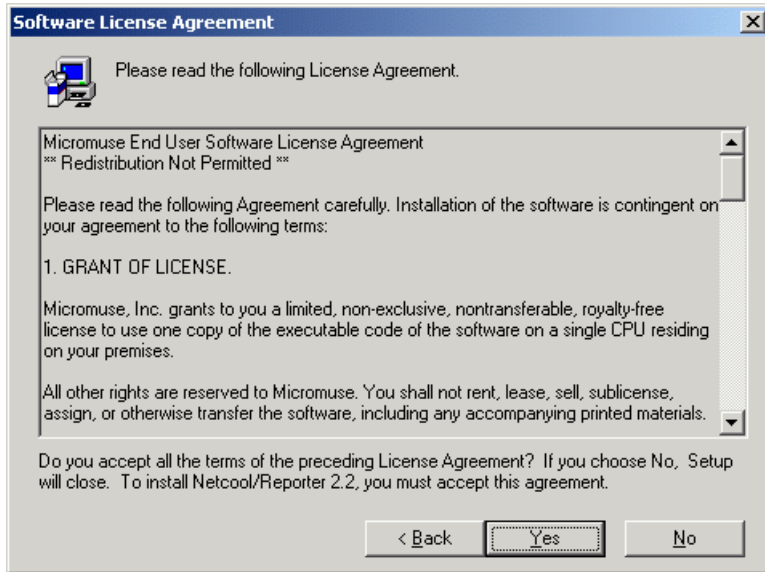 Software License Agreement
Please read the following License Agreement.
Micromuse End User Software License Agreement
** Redistribution Not Permitted **
Please read the following Agreement carefully. Installation of the software is contingent on
your agreement to the following terms:
1. GRANT OF LICENSE.
Micromuse, Inc. grants to you a limited, non-exclusive, nontransferable, royalty-free
license to use one copy of the executable code of the software on a single CPU residing
on your premises.
All other rights are reserved to Micromuse. You shall not rent, lease, sell, sublicense,
assign, or otherwise transfer the software, including any accompanying printed materials.
Do you accept all the terms of the preceding License Agreement? If you choose No, Setup
will close. To install Netcool/Reporter 2.2, you must accept this agreement.
< Back
Yes
No